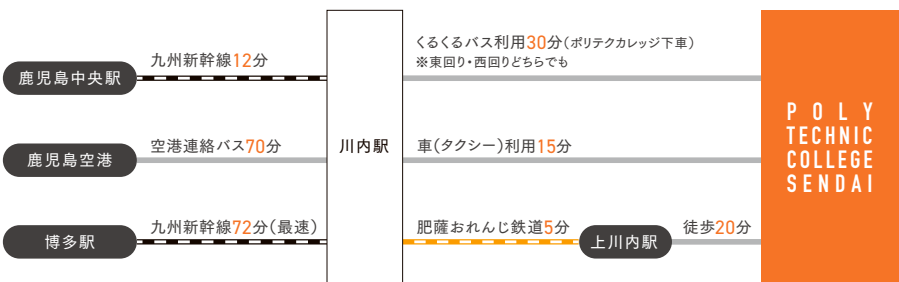 鹿児島中央駅
九州新幹線12分
鹿児島空港
空港連絡バス70分
博多駅
九州新幹線72分(最速)
川内駅
くるくるバス利用30分(ポリテクカレッジ下車)
※東回り・西回りどちらでも
車(タクシー)利用15分
肥薩おれんじ鉄道5分
上川内駅
徒歩20分
POLY
TECHNIC
COLLEGE
SENDAI